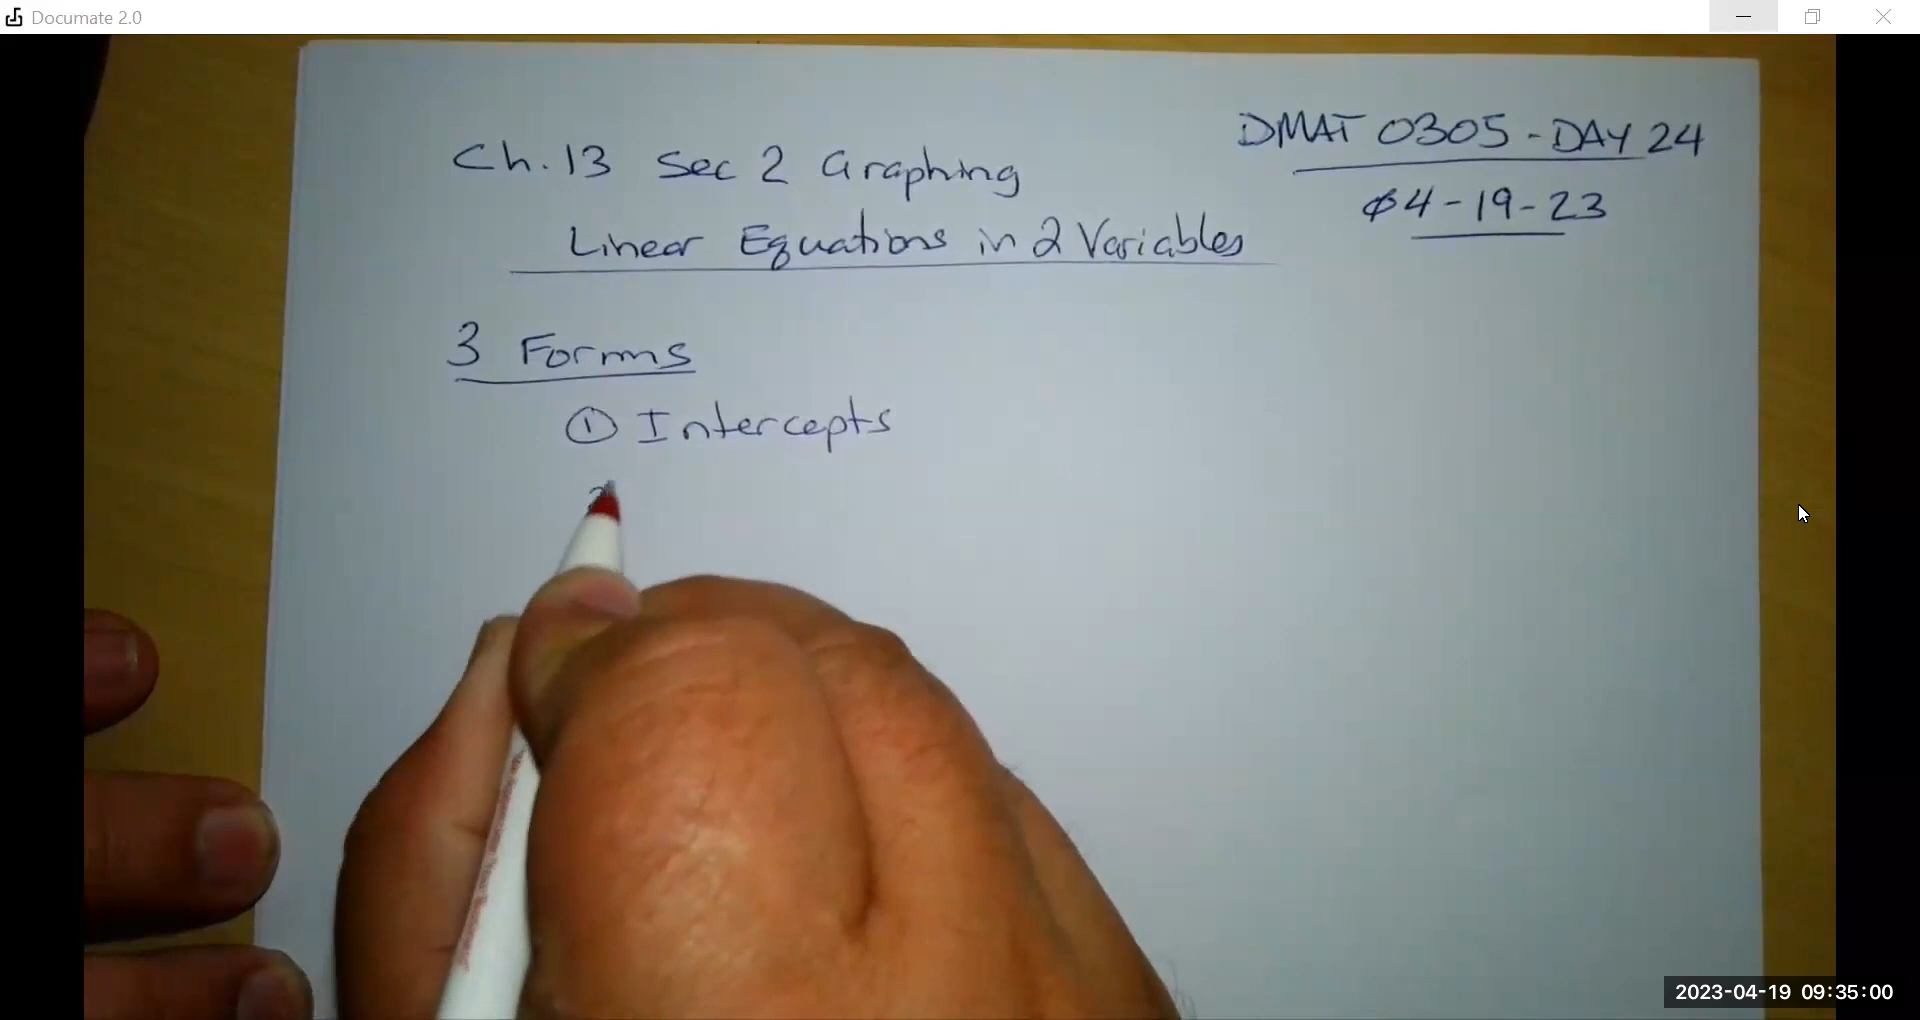 Documate 2.0
DMAT 0305 - DAY 24
04-19-23
Ch. 13 Sec 2 Graphing
Linear Equations in 2 Variables
3 Forms
① Intercepts
2
2023-04-19 09:35:00